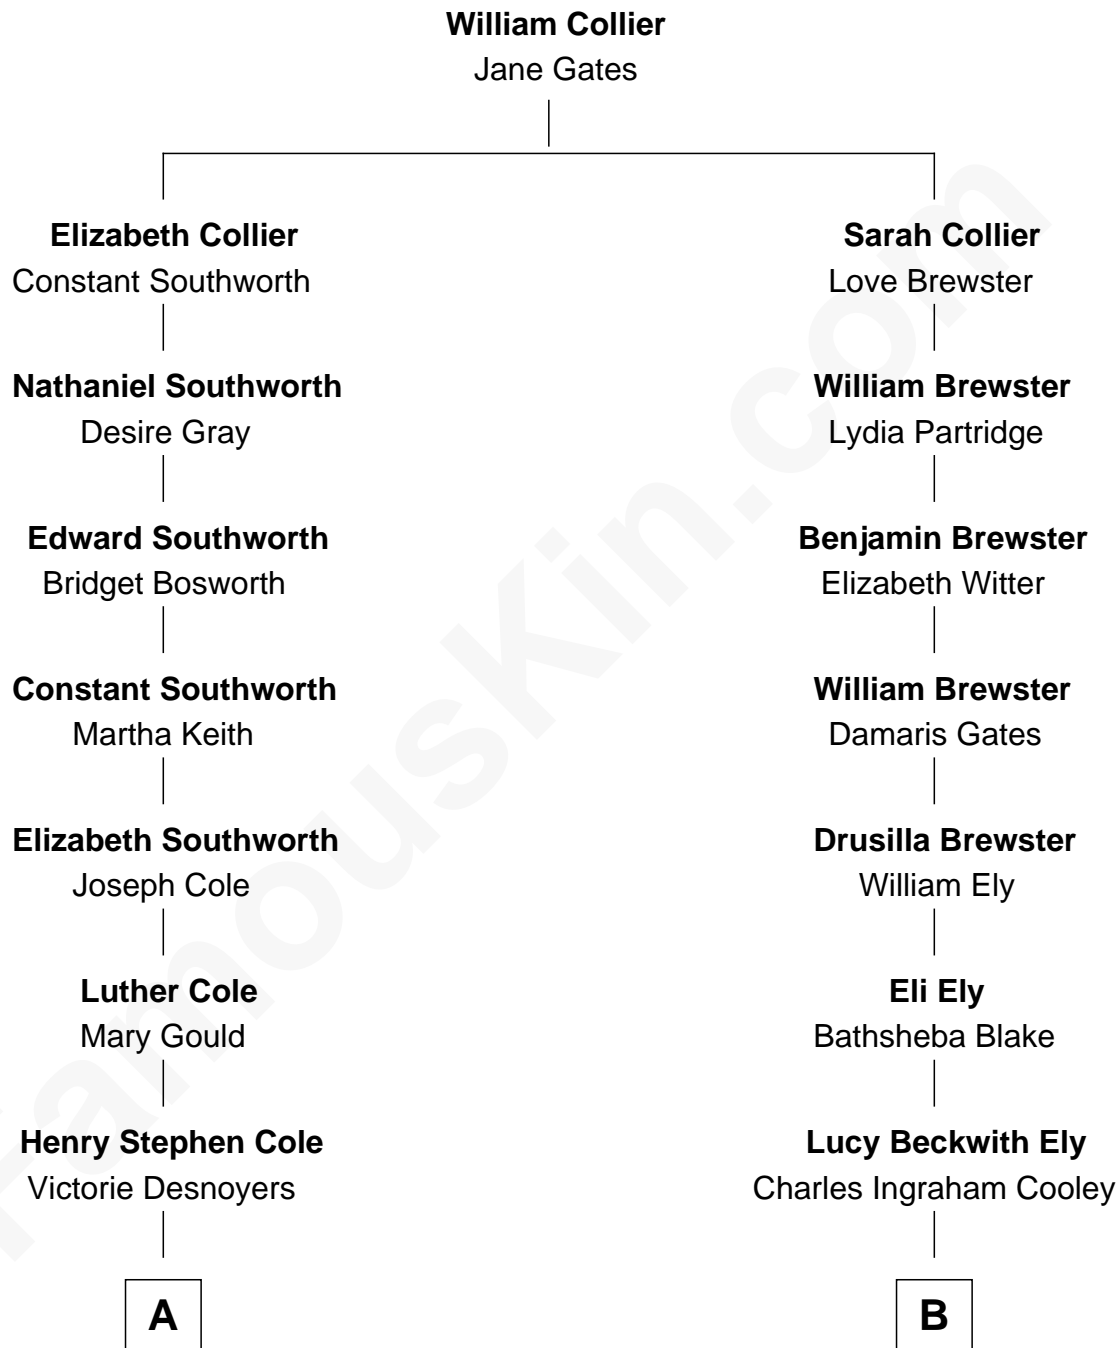 William Collier
Jane Gates
Elizabeth Collier
Constant Southworth
Sarah Collier
Love Brewster
Nathaniel Southworth
Desire Gray
William Brewster
Lydia Partridge
Edward Southworth
Bridget Bosworth
Benjamin Brewster
Elizabeth Witter
Constant Southworth
Martha Keith
William Brewster
Damaris Gates
Elizabeth Southworth
Joseph Cole
Drusilla Brewster
William Ely
Luther Cole
Mary Gould
Eli Ely
Bathsheba Blake
Henry Stephen Cole
Victorie Desnoyers
Lucy Beckwith Ely
Charles Ingraham Cooley
A
B
FamousKin.com